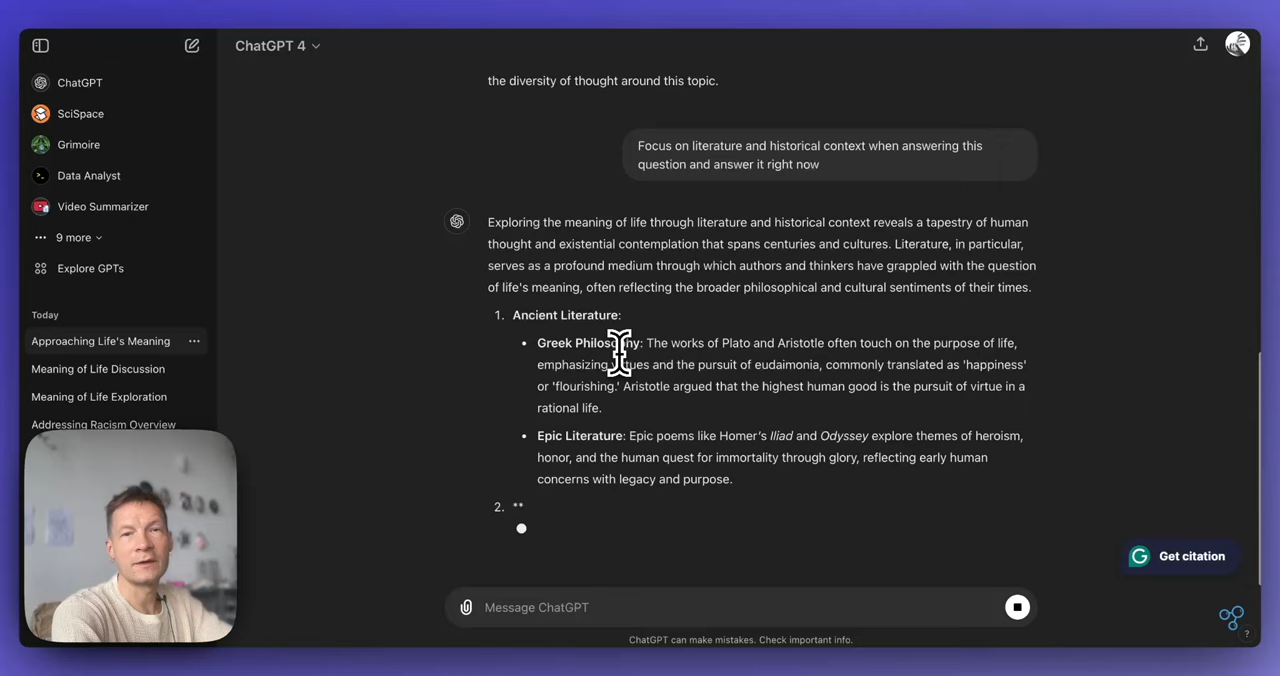 ChatGPT 4
ChatGPT
SciSpace
Grimoire
Data Analyst
Video Summarizer
9 more
Explore GPTs
Today
Approaching Life's Meaning
Meaning of Life Discussion
Meaning of Life Exploration
Addressing Racism Overview
the diversity of thought around this topic.
Focus on literature and historical context when answering this
question and answer it right now
Exploring the meaning of life through literature and historical context reveals a tapestry of human
thought and existential contemplation that spans centuries and cultures. Literature, in particular,
serves as a profound medium through which authors and thinkers have grappled with the question
of life's meaning, often reflecting the broader philosophical and cultural sentiments of their times.
1. Ancient Literature:
• Greek Philosophy: The works of Plato and Aristotle often touch on the purpose of life,
emphasizing virtues and the pursuit of eudaimonia, commonly translated as 'happiness'
or 'flourishing.' Aristotle argued that the highest human good is the pursuit of virtue in a
rational life.
• Epic Literature: Epic poems like Homer's Iliad and Odyssey explore themes of heroism,
honor, and the human quest for immortality through glory, reflecting early human
concerns with legacy and purpose.
2. **
Get citation
Message ChatGPT
ChatGPT can make mistakes. Check important info.
?